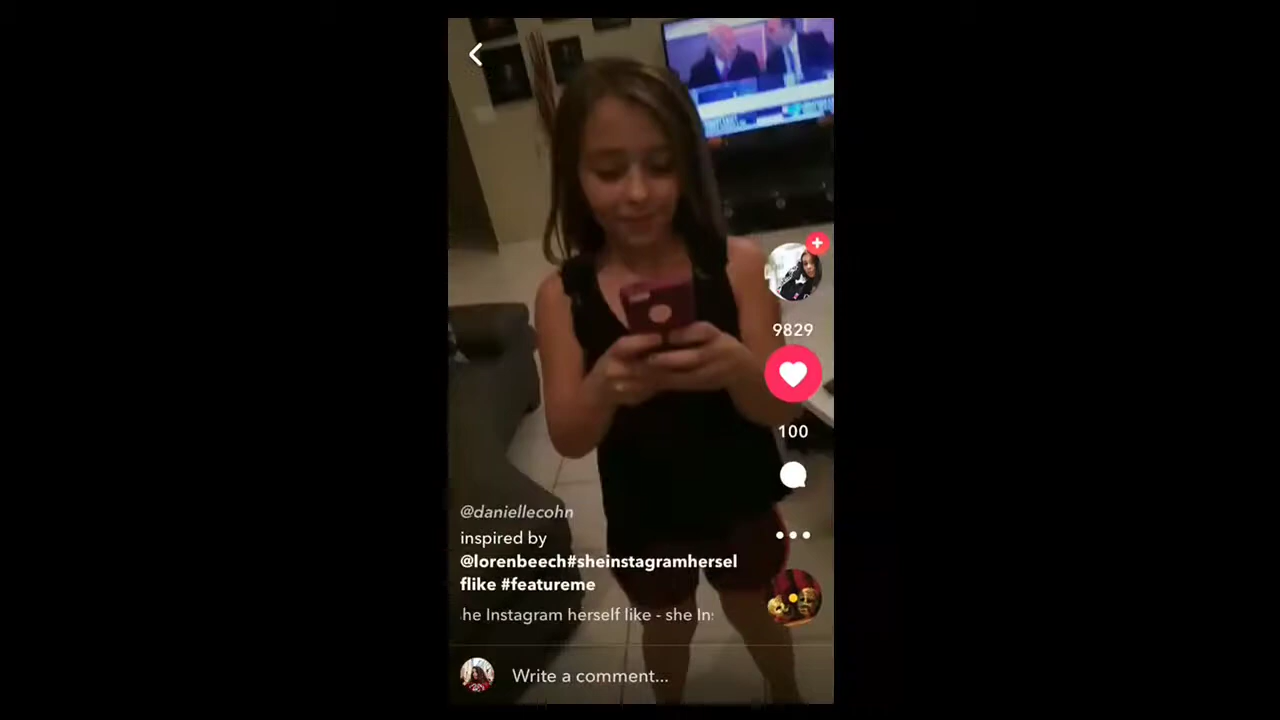 9829
100
@daniellecohn
inspired by
@lorenbeech#sheinstagramhersel
flike #featureme
he Instagram herself like - she In
Write a comment...